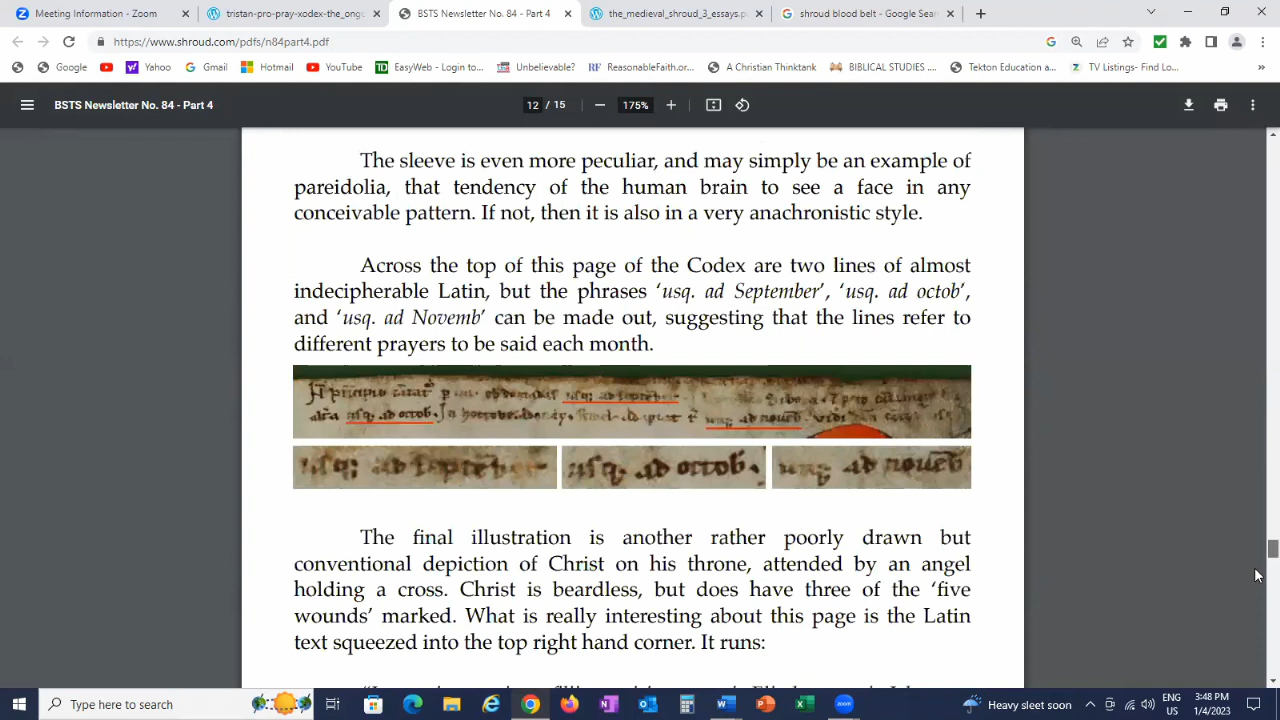 Meeting Information - Zoom
tristan-pro-pray-xodex-the_ong
BSTS Newsletter No. 84 - Part 4
the_medieval_shroud_3_essays.p
shroud blood belt - Google Sear
https://www.shroud.com/pdfs/n84part4.pdf
Google
Yahoo
Gmail
Hotmail
YouTube
EasyWeb - Login to...
Unbelievable?
ReasonableFaith.or...
A Christian Thinktank
BIBLICAL STUDIES ....
Tekton Education a...
TV Listings- Find Lo...
BSTS Newsletter No. 84 - Part 4
12 / 15
175%
The sleeve is even more peculiar, and may simply be an example of
pareidolia, that tendency of the human brain to see a face in any
conceivable pattern. If not, then it is also in a very anachronistic style.
Across the top of this page of the Codex are two lines of almost
indecipherable Latin, but the phrases ‘usq. ad September’, ‘usq. ad octob’,
and ‘usq. ad Novemb’ can be made out, suggesting that the lines refer to
different prayers to be said each month.
usq; ad septēber
usq. ad octob.
usq; ad nouēb
The final illustration is another rather poorly drawn but
conventional depiction of Christ on his throne, attended by an angel
holding a cross. Christ is beardless, but does have three of the ‘five
wounds’ marked. What is really interesting about this page is the Latin
text squeezed into the top right hand corner. It runs:
Type here to search
Heavy sleet soon
ENG
US
3:48 PM
1/4/2023